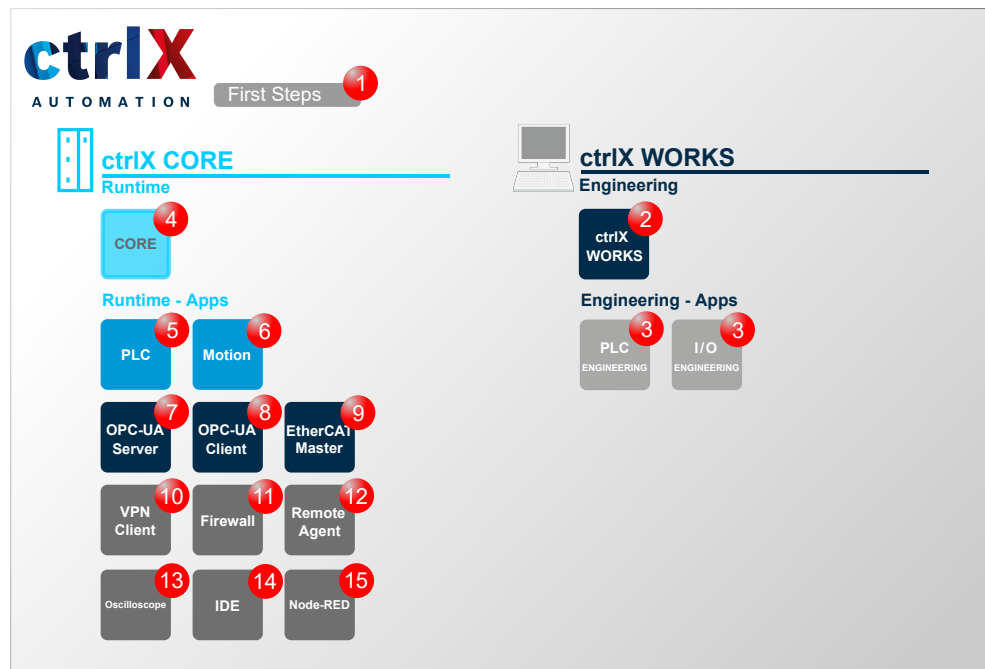 ctrlX
AUTOMATION
First Steps 1
ctrlX CORE
Runtime
4
CORE
Runtime - Apps
5
PLC
6
Motion
7
OPC-UA
Server
8
OPC-UA
Client
9
EtherCAT
Master
10
VPN
Client
11
Firewall
12
Remote
Agent
13
Oscilloscope
14
IDE
15
Node-RED
ctrlX WORKS
Engineering
2
ctrlX
WORKS
Engineering - Apps
3
PLC
ENGINEERING
3
I/O
ENGINEERING